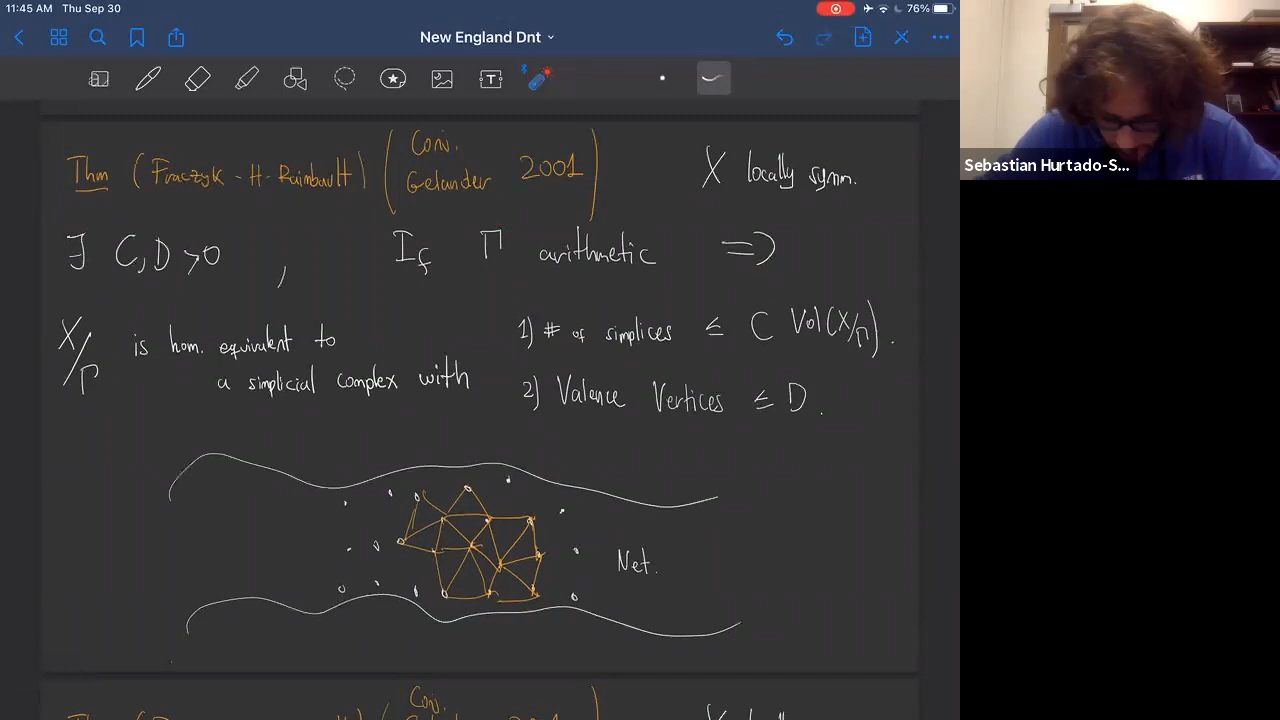 11:45 AM Thu Sep 30
76%
New England Dnt
Thm (Fraczyk - H - Raimbault) (Conj. Gelander 2001)
X locally symm.
∃ C, D > 0 , If Γ arithmetic =>
X/Γ is hom. equivalent to
a simplicial complex with
1) # of simplices ≤ C Vol(X/Γ).
2) Valence Vertices ≤ D.
Net.
Conj.
Sebastian Hurtado-S...